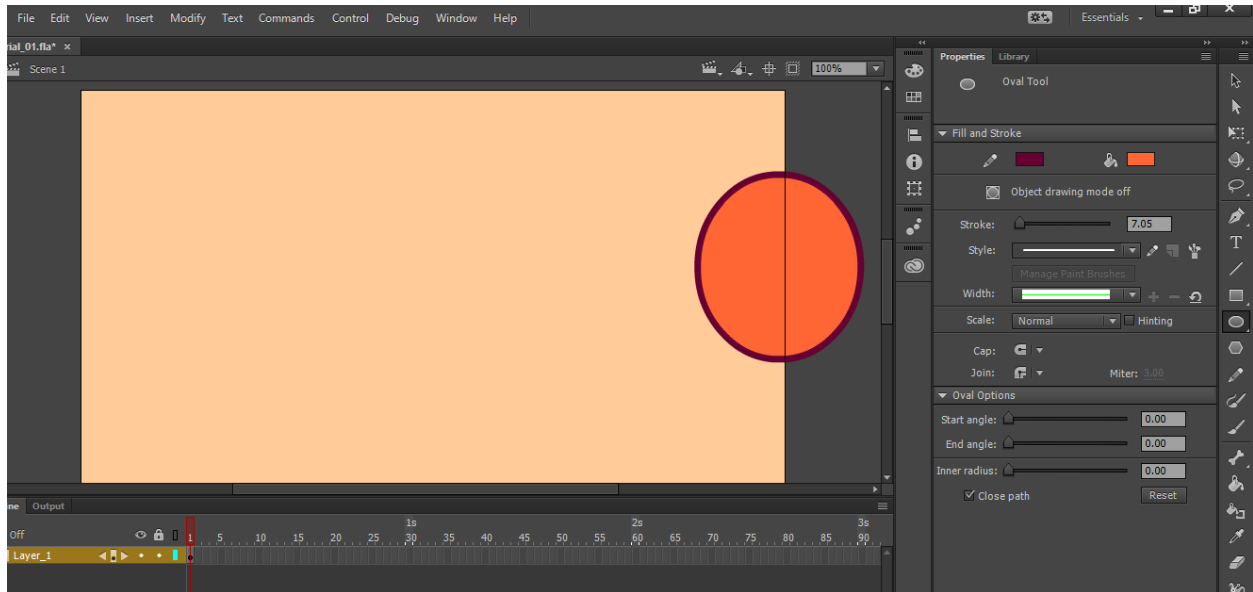 File Edit View Insert Modify Text Commands Control Debug Window Help
Essentials
rial_01.fla* ×
Scene 1
100%
Properties Library
Oval Tool
Fill and Stroke
Object drawing mode off
Stroke: 7.05
Style:
Manage Paint Brushes
Width:
Scale: Normal Hinting
Cap:
Join: Miter: 3.00
Oval Options
Start angle: 0.00
End angle: 0.00
Inner radius: 0.00
Close path Reset
ne Output
1s 2s 3s
Off 1 5 10 15 20 25 30 35 40 45 50 55 60 65 70 75 80 85 90
Layer_1